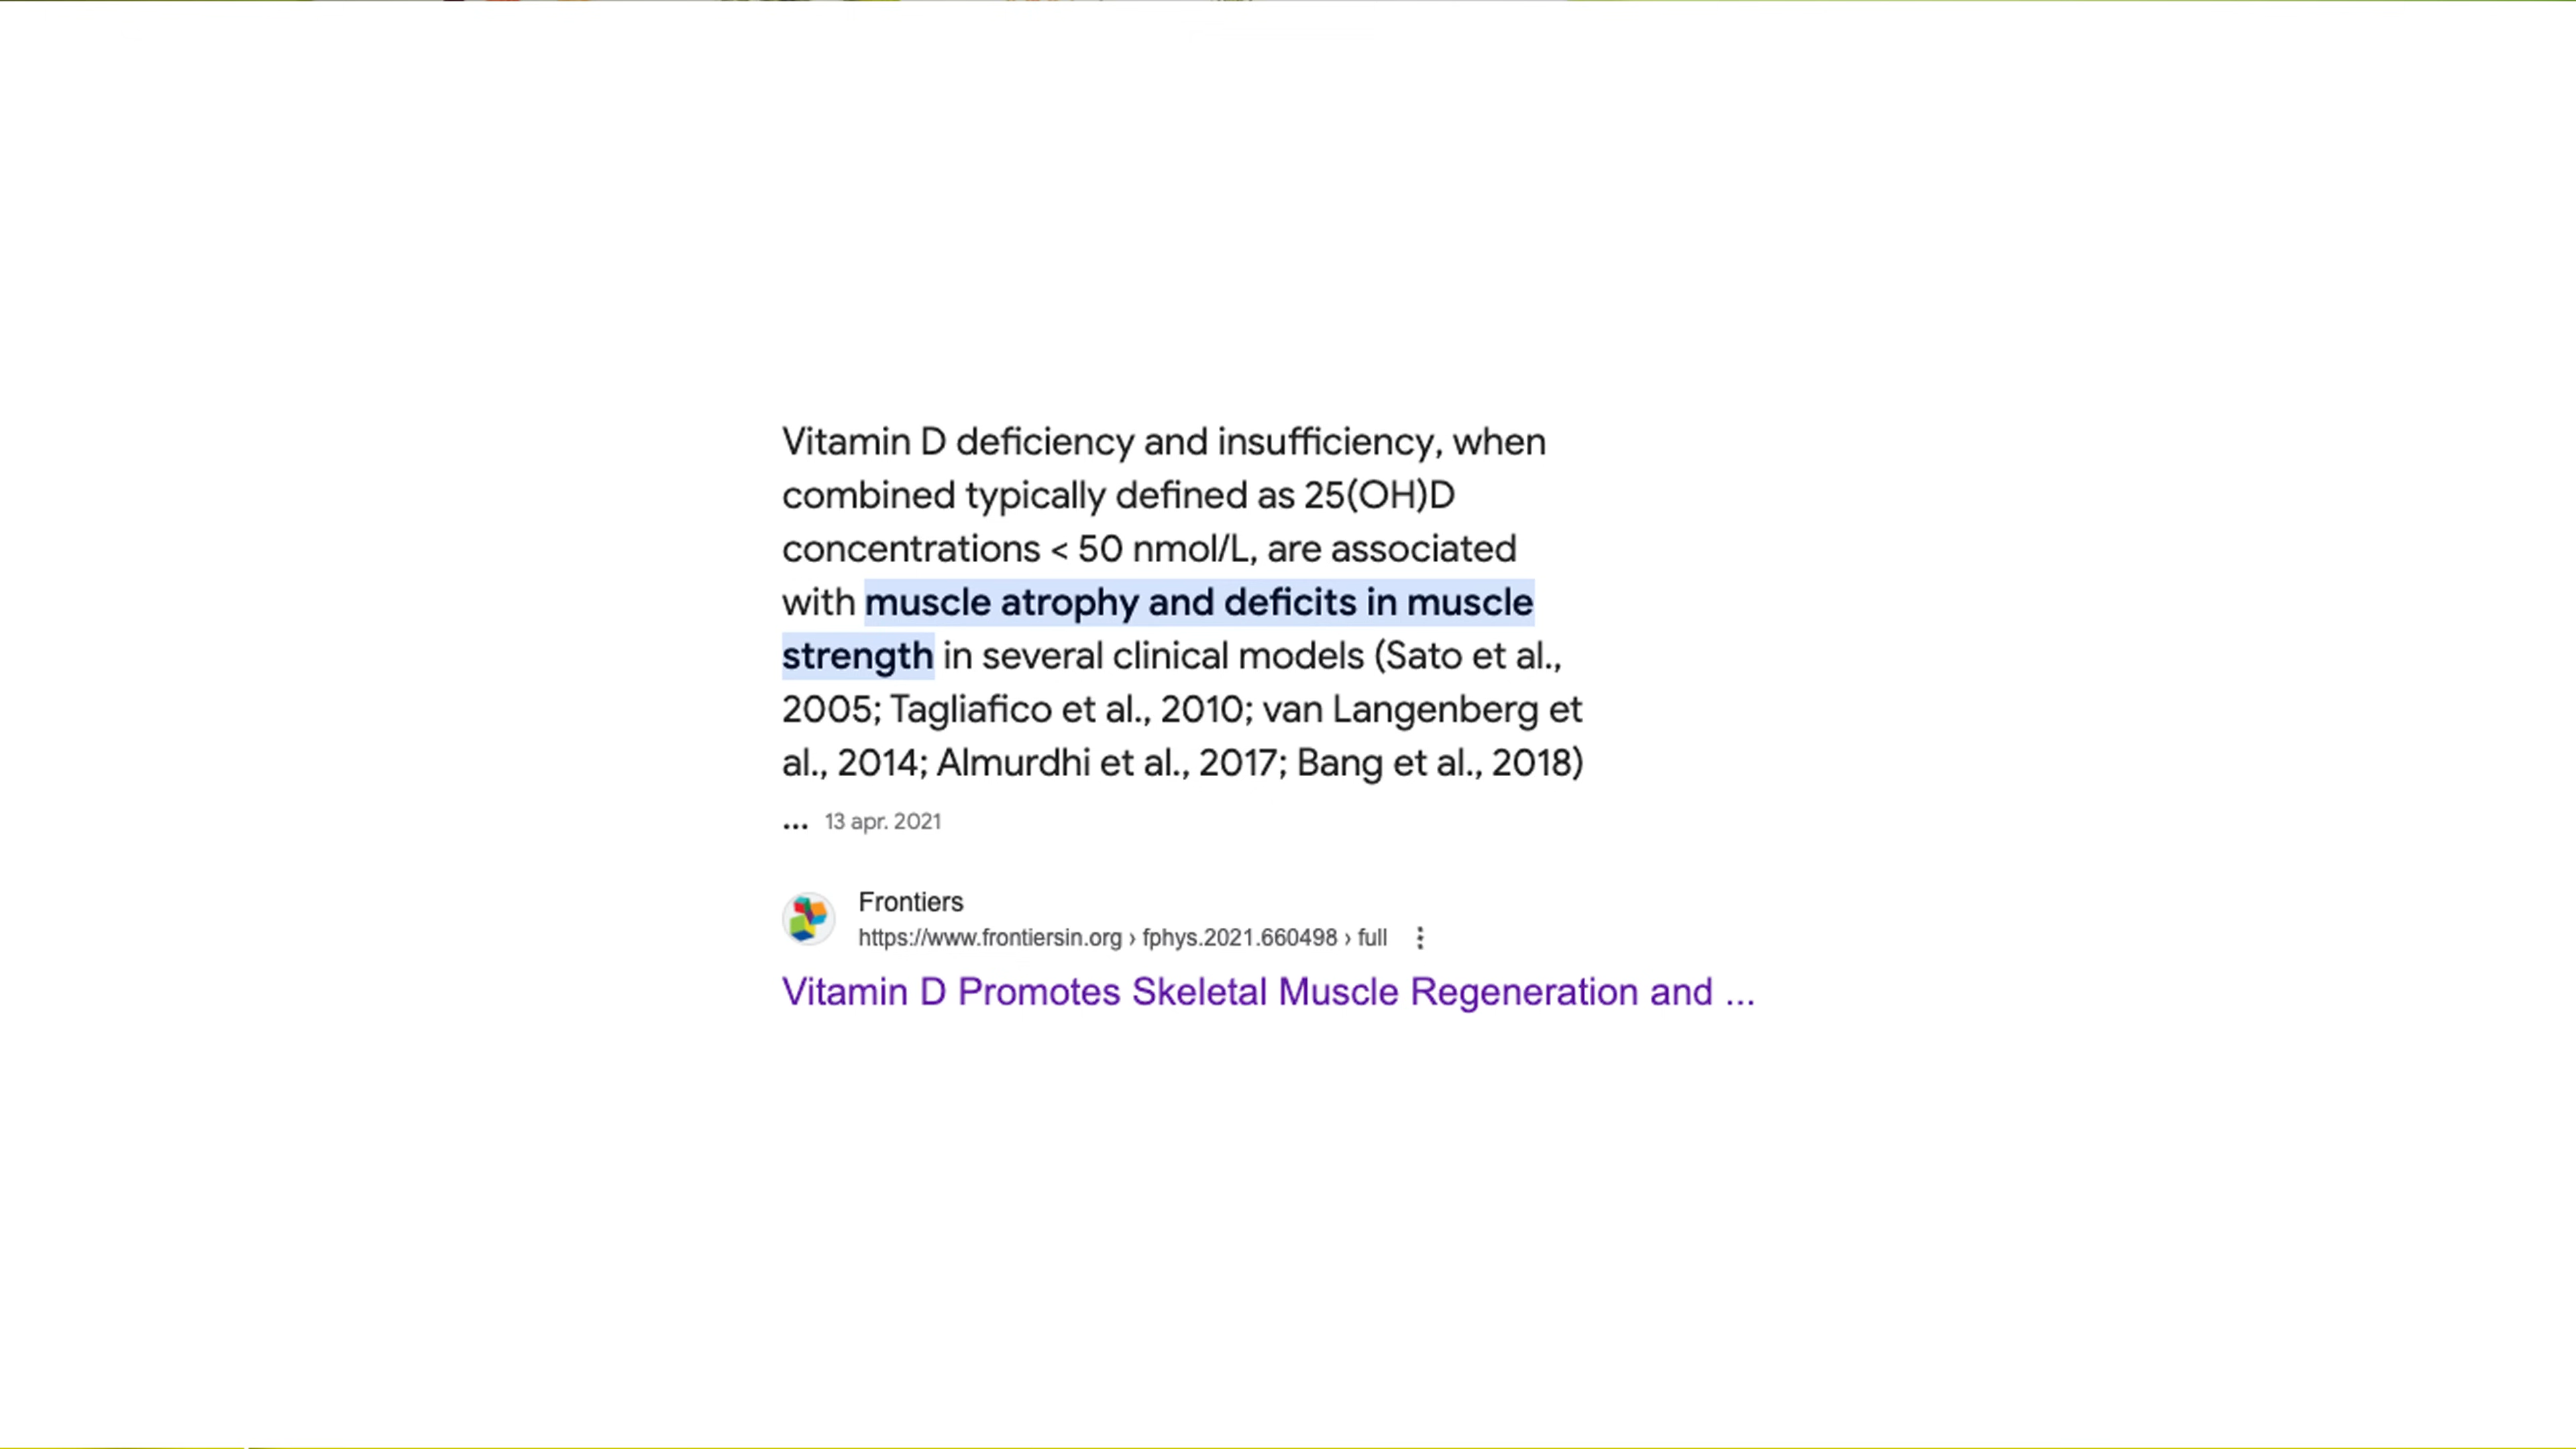 Vitamin D deficiency and insufficiency, when
combined typically defined as 25(OH)D
concentrations < 50 nmol/L, are associated
with muscle atrophy and deficits in muscle
strength in several clinical models (Sato et al.,
2005; Tagliafico et al., 2010; van Langenberg et
al., 2014; Almurdhi et al., 2017; Bang et al., 2018)
... 13 apr. 2021
Frontiers
https://www.frontiersin.org › fphys.2021.660498 › full
Vitamin D Promotes Skeletal Muscle Regeneration and ...